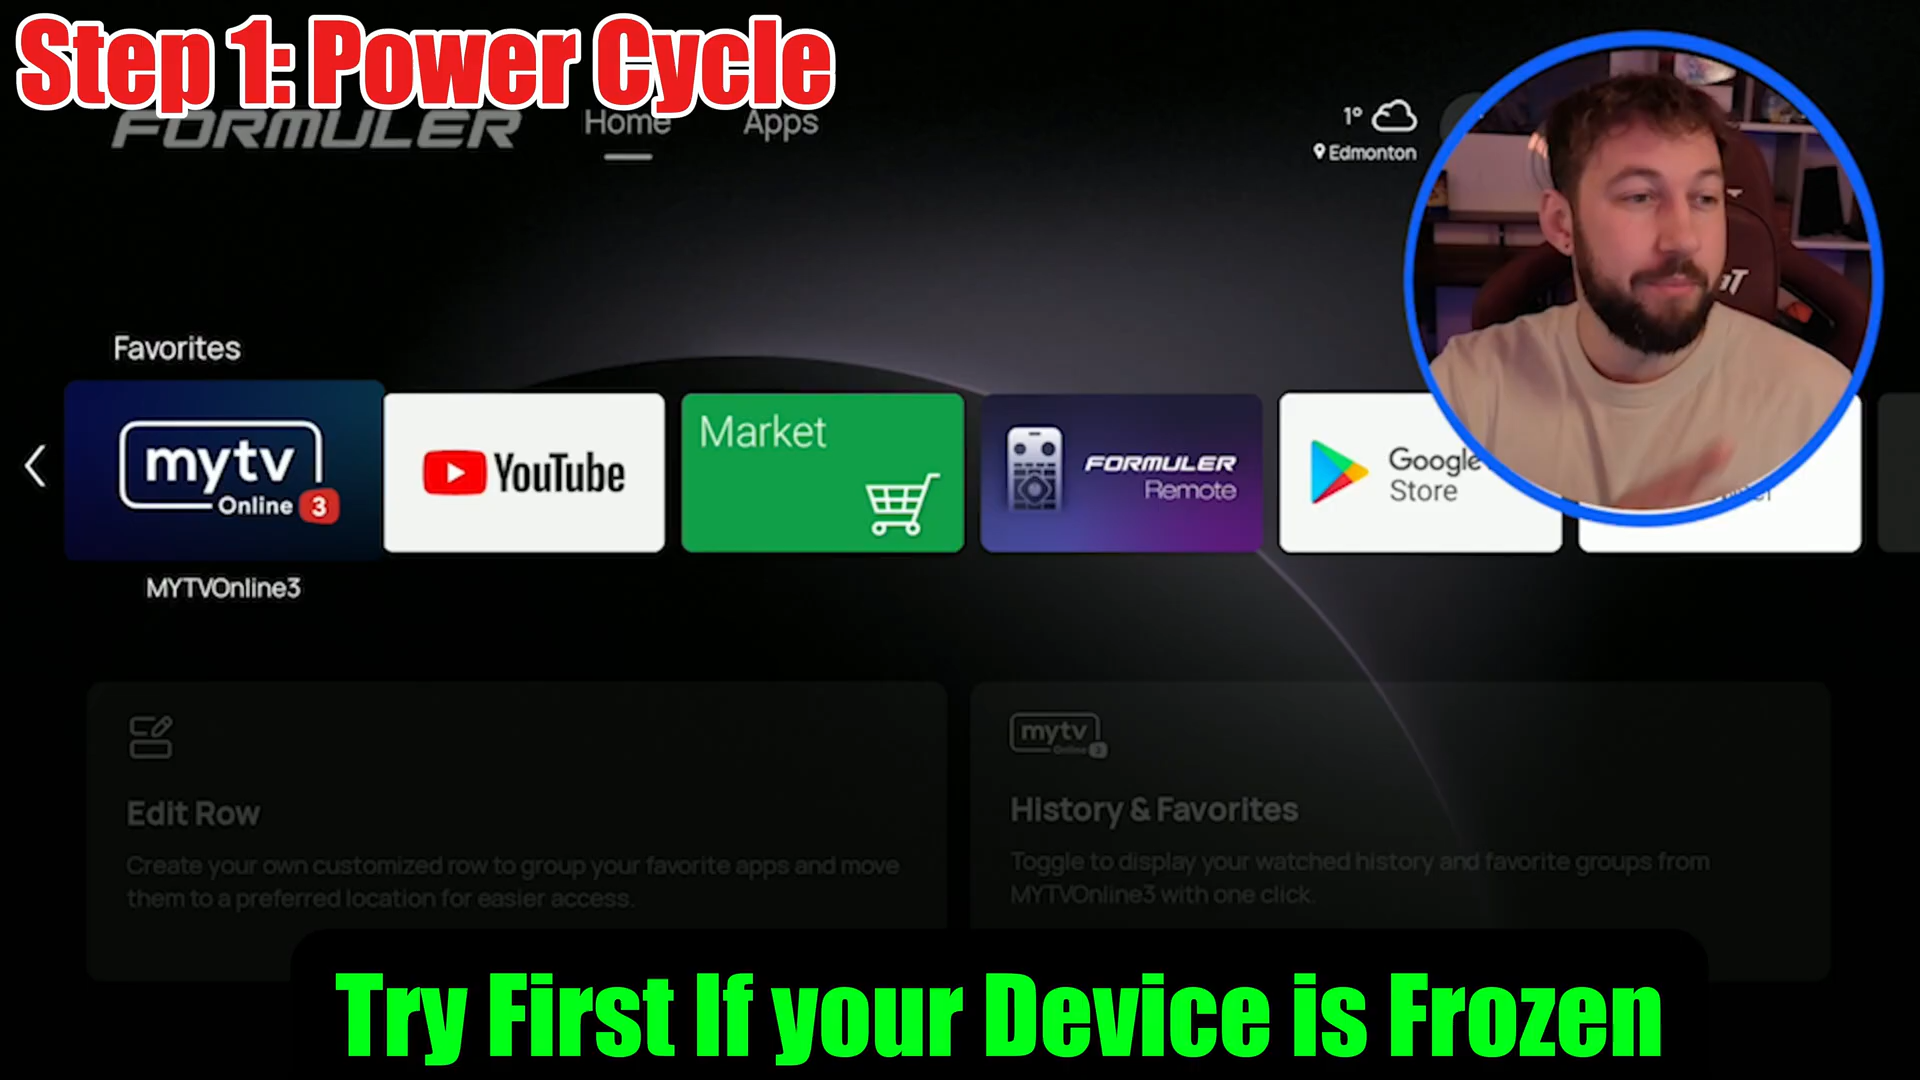 Step 1: Power Cycle
FORMULER
Home
Apps
1°
Edmonton
Favorites
mytv
Online 3
YouTube
Market
FORMULER
Remote
Google
Store
MYTVOnline3
Edit Row
Create your own customized row to group your favorite apps and move
them to a preferred location for easier access.
mytv
Online 3
History & Favorites
Toggle to display your watched history and favorite groups from
MYTVOnline3 with one click.
Try First If your Device is Frozen